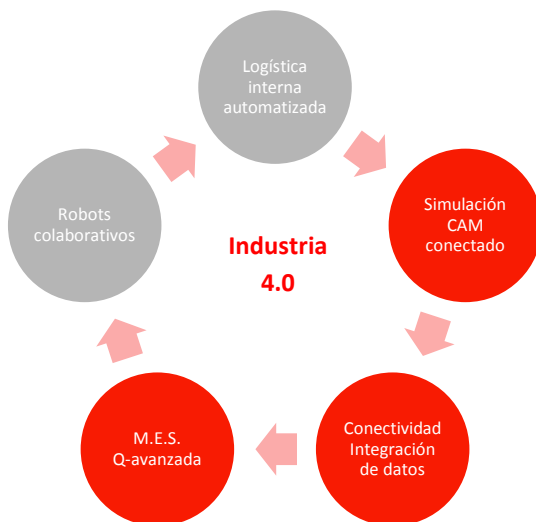 Logística
interna
automatizada
Simulación
CAM
conectado
Robots
colaborativos
Industria
4.0
Conectividad
Integración
de datos
M.E.S.
Q-avanzada